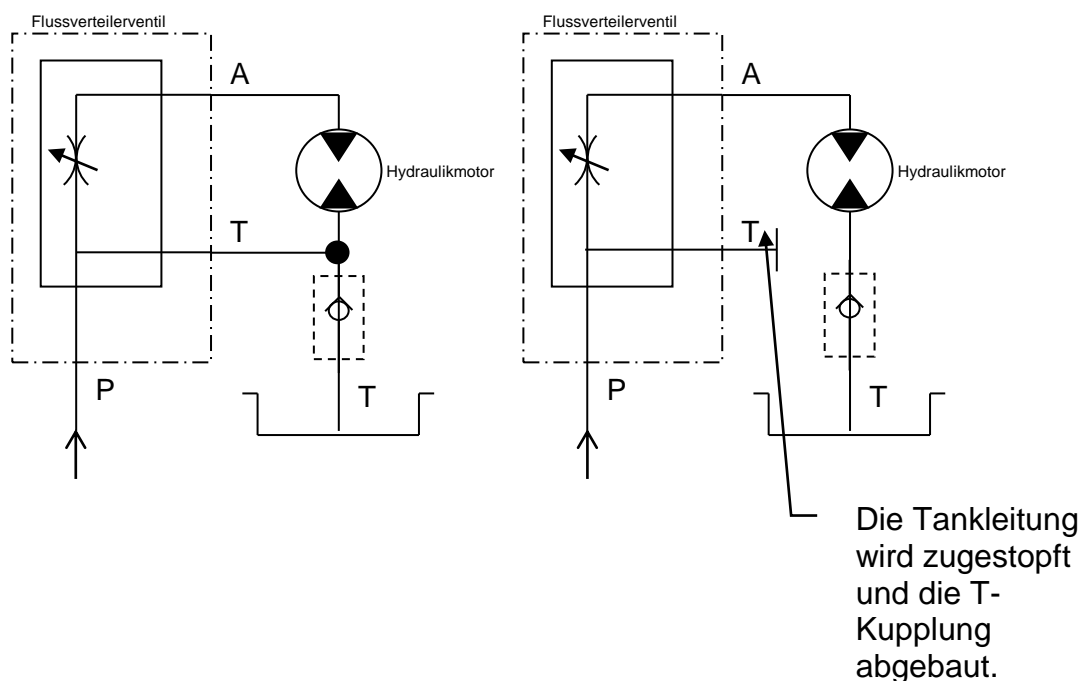 Flussverteilerventil
A
Hydraulikmotor
T
P
T
Flussverteilerventil
A
Hydraulikmotor
T
P
T
Die Tankleitung
wird zugestopft
und die T-
Kupplung
abgebaut.